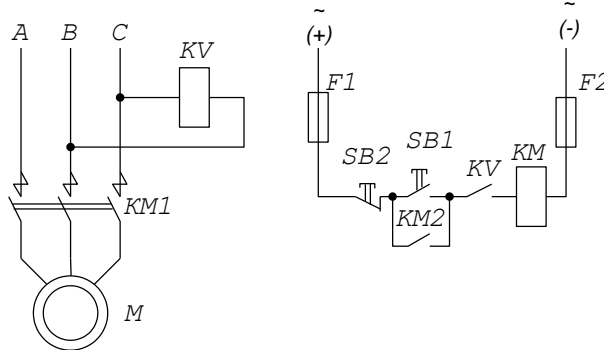 A B C
KV
KM1
M
~ ~
(+) (-)
F1 F2
SB1
SB2
KV KM
KM2